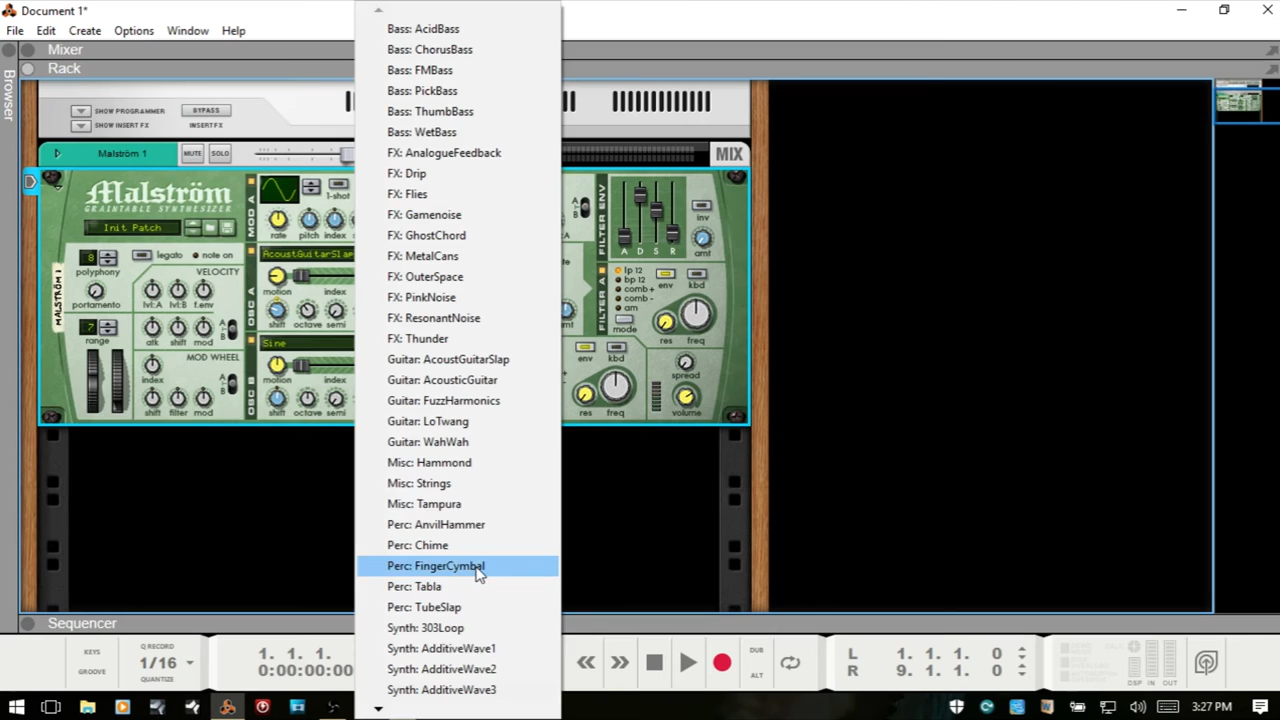 Document 1*
File Edit Create Options Window Help
Mixer
Rack
Browser
SHOW PROGRAMMER
BYPASS
SHOW INSERT FX
INSERT FX
Malström 1
MUTE SOLO
MIX
Malström
GRAINTABLE SYNTHESIZER
Init Patch
MALSTRÖM 1
8
polyphony
legato
note on
VELOCITY
portamento
lvl:A lvl:B f.env
7
range
atk shift mod
A
B
MOD WHEEL
index
shift filter mod
A
B
MOD A
1-shot
rate pitch index
OSC A
AcoustGuitarSlap
motion index
shift octave semi
OSC B
Sine
motion index
shift octave semi
Bass: AcidBass
Bass: ChorusBass
Bass: FMBass
Bass: PickBass
Bass: ThumbBass
Bass: WetBass
FX: AnalogueFeedback
FX: Drip
FX: Flies
FX: Gamenoise
FX: GhostChord
FX: MetalCans
FX: OuterSpace
FX: PinkNoise
FX: ResonantNoise
FX: Thunder
Guitar: AcoustGuitarSlap
Guitar: AcousticGuitar
Guitar: FuzzHarmonics
Guitar: LoTwang
Guitar: WahWah
Misc: Hammond
Misc: Strings
Misc: Tampura
Perc: AnvilHammer
Perc: Chime
Perc: FingerCymbal
Perc: Tabla
Perc: TubeSlap
Synth: 303Loop
Synth: AdditiveWave1
Synth: AdditiveWave2
Synth: AdditiveWave3
A
B
A D S R
FILTER ENV
inv
amt
FILTER A
lp 12
bp 12
comb +
comb -
am
mode
env kbd
res freq
env kbd
res freq
spread
volume
Sequencer
KEYS
GROOVE
Q RECORD
1/16
QUANTIZE
1. 1. 1.
0:00:00:0
DUB
ALT
L 9. 1. 1. 0
R 1. 1. 1. 0
DSP IN OUT
3:27 PM